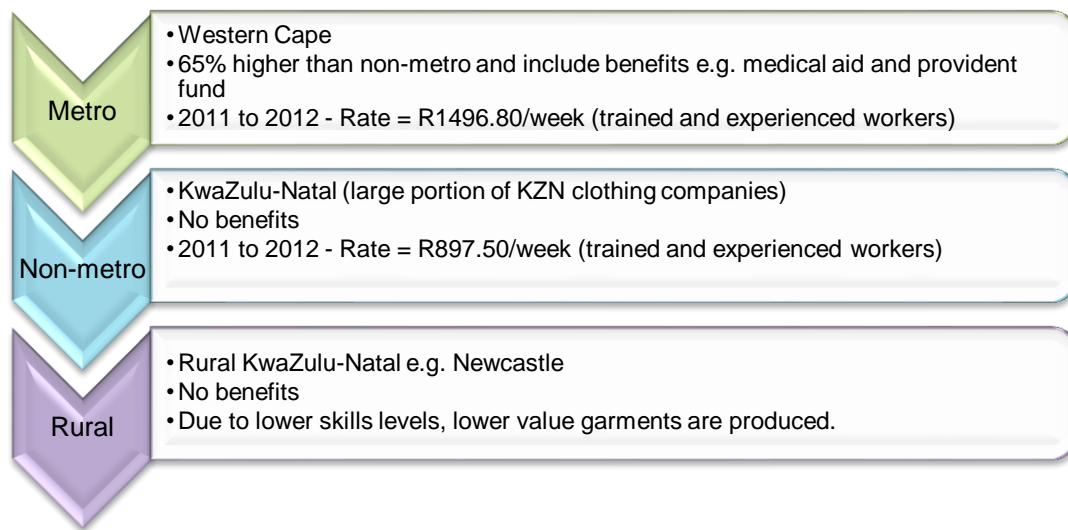 Metro
• Western Cape
• 65% higher than non-metro and include benefits e.g. medical aid and provident
fund
• 2011 to 2012 - Rate = R1496.80/week (trained and experienced workers)
Non-metro
• KwaZulu-Natal (large portion of KZN clothing companies)
• No benefits
• 2011 to 2012 - Rate = R897.50/week (trained and experienced workers)
Rural
• Rural KwaZulu-Natal e.g. Newcastle
• No benefits
• Due to lower skills levels, lower value garments are produced.